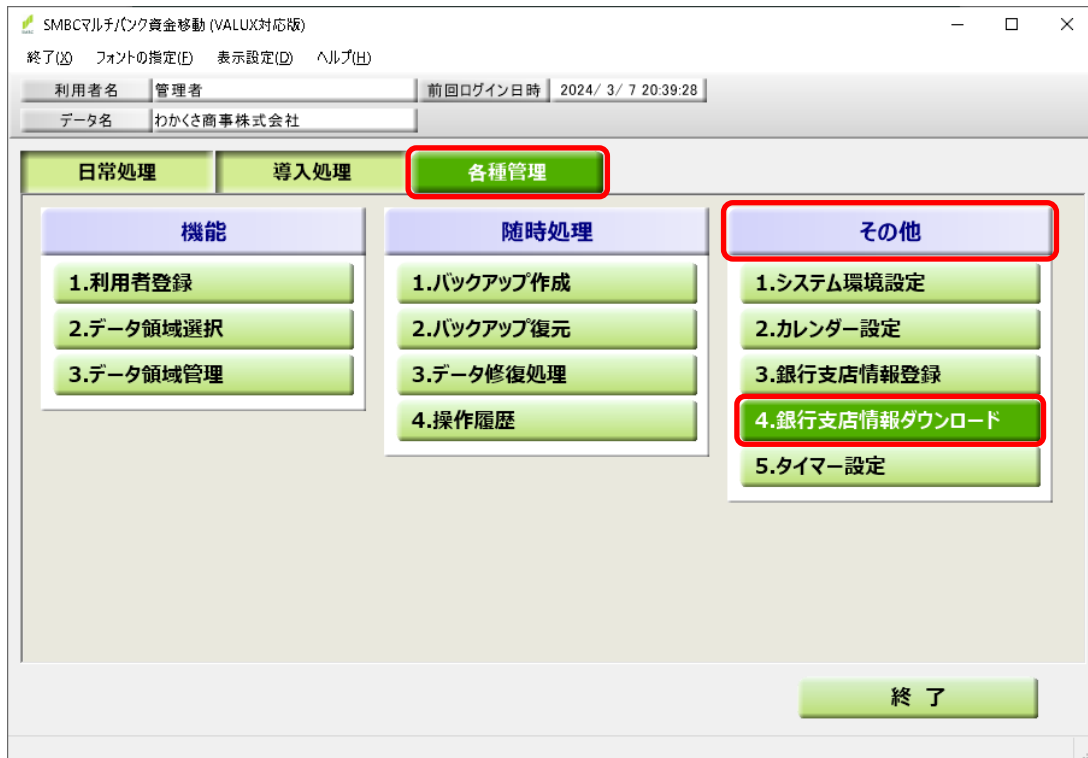 SMBCマルチバンク資金移動 (VALUX対応版)
終了(X) フォントの指定(F) 表示設定(D) ヘルプ(H)
利用者名 管理者 前回ログイン日時 2024/ 3/ 7 20:39:28
データ名 わかくさ商事株式会社
日常処理 導入処理 各種管理
機能
1.利用者登録
2.データ領域選択
3.データ領域管理
随時処理
1.バックアップ作成
2.バックアップ復元
3.データ修復処理
4.操作履歴
その他
1.システム環境設定
2.カレンダー設定
3.銀行支店情報登録
4.銀行支店情報ダウンロード
5.タイマー設定
終 了